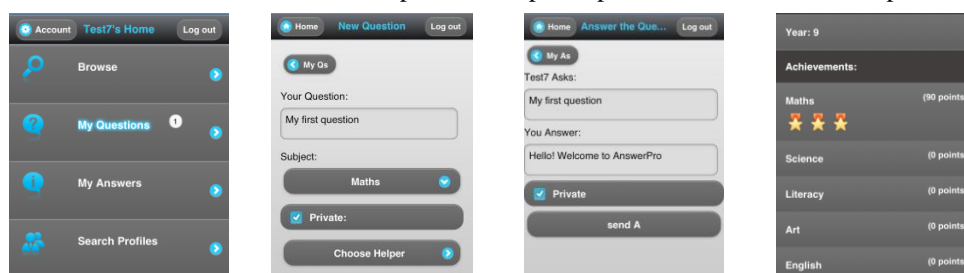 Account Test7's Home Log out
Browse
My Questions 1
My Answers
Search Profiles
Home New Question Log out
My Qs
Your Question:
My first question
Subject:
Maths
Private:
Choose Helper
Home Answer the Que... Log out
My As
Test7 Asks:
My first question
You Answer:
Hello! Welcome to AnswerPro
Private
send A
Year: 9
Achievements:
Maths (90 points
Science (0 points
Literacy (0 points
Art (0 points
English (0 points